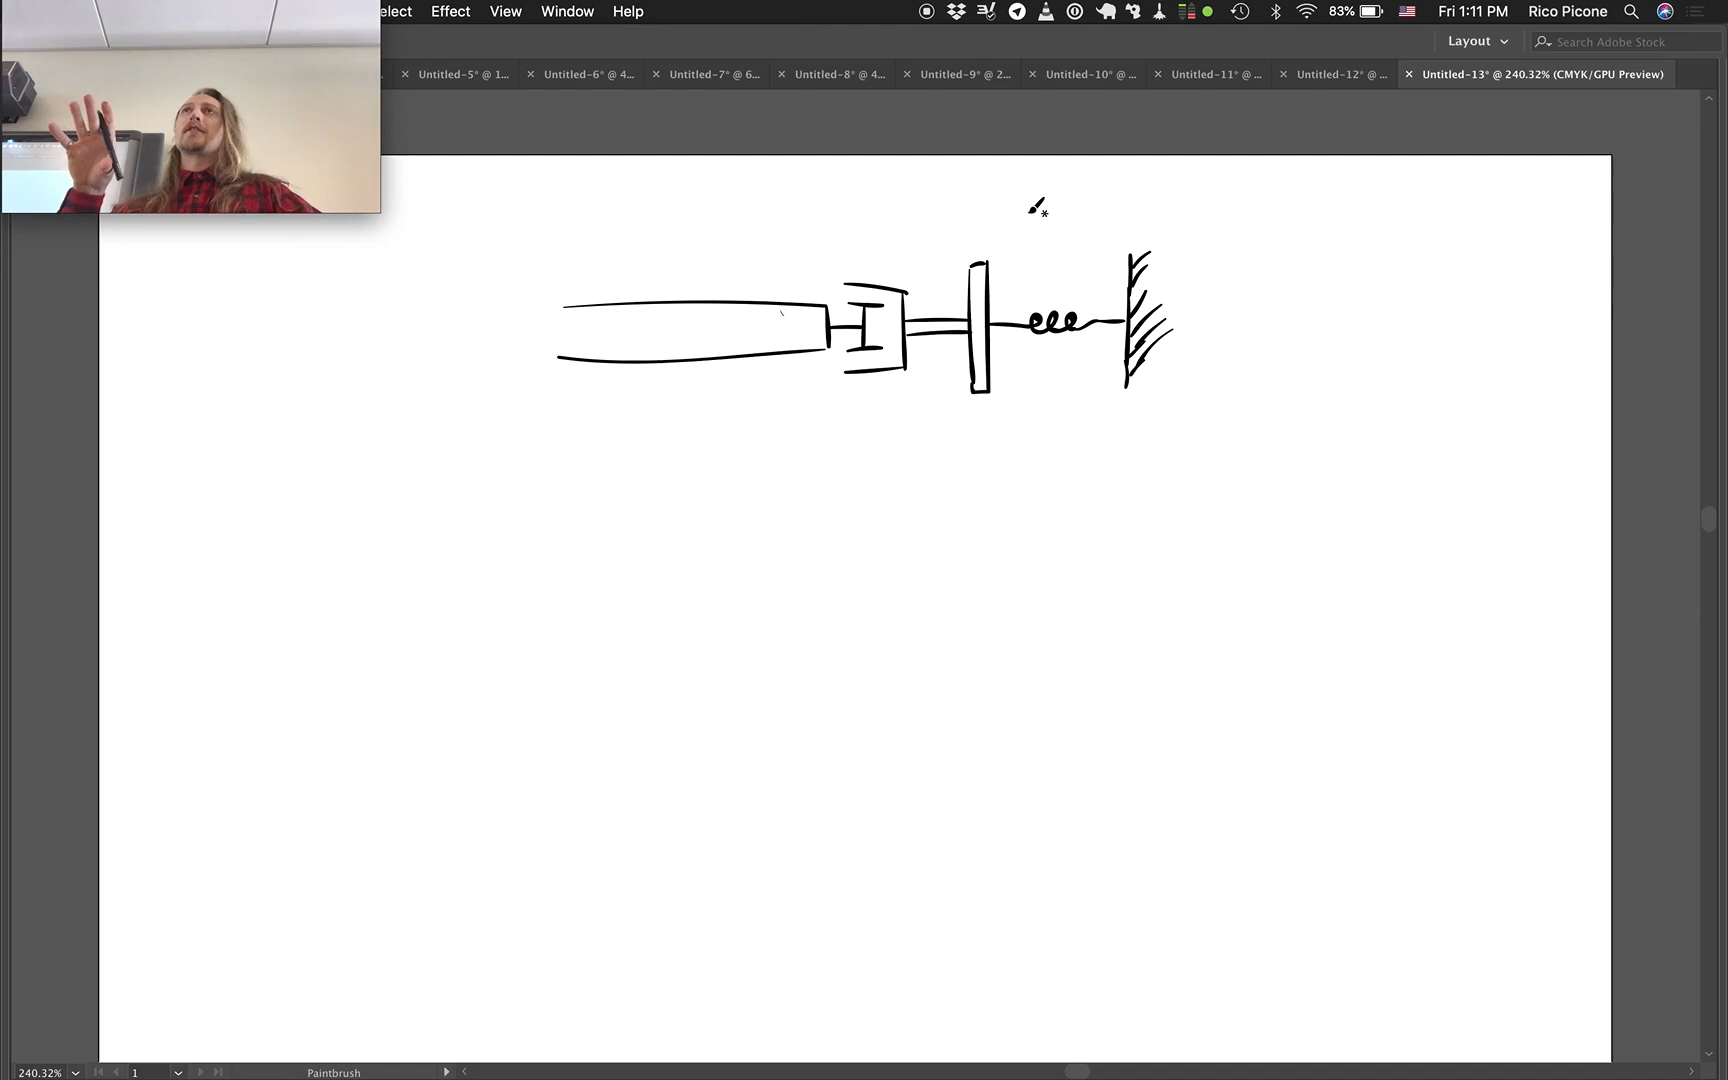 elect Effect View Window Help 83% Fri 1:11 PM Rico Picone
Layout Search Adobe Stock
Untitled-5* @ 1... Untitled-6* @ 4... Untitled-7* @ 6... Untitled-8* @ 4... Untitled-9* @ 2... Untitled-10* @ ... Untitled-11* @ ... Untitled-12* @ ... Untitled-13* @ 240.32% (CMYK/GPU Preview)
240.32% 1 Paintbrush